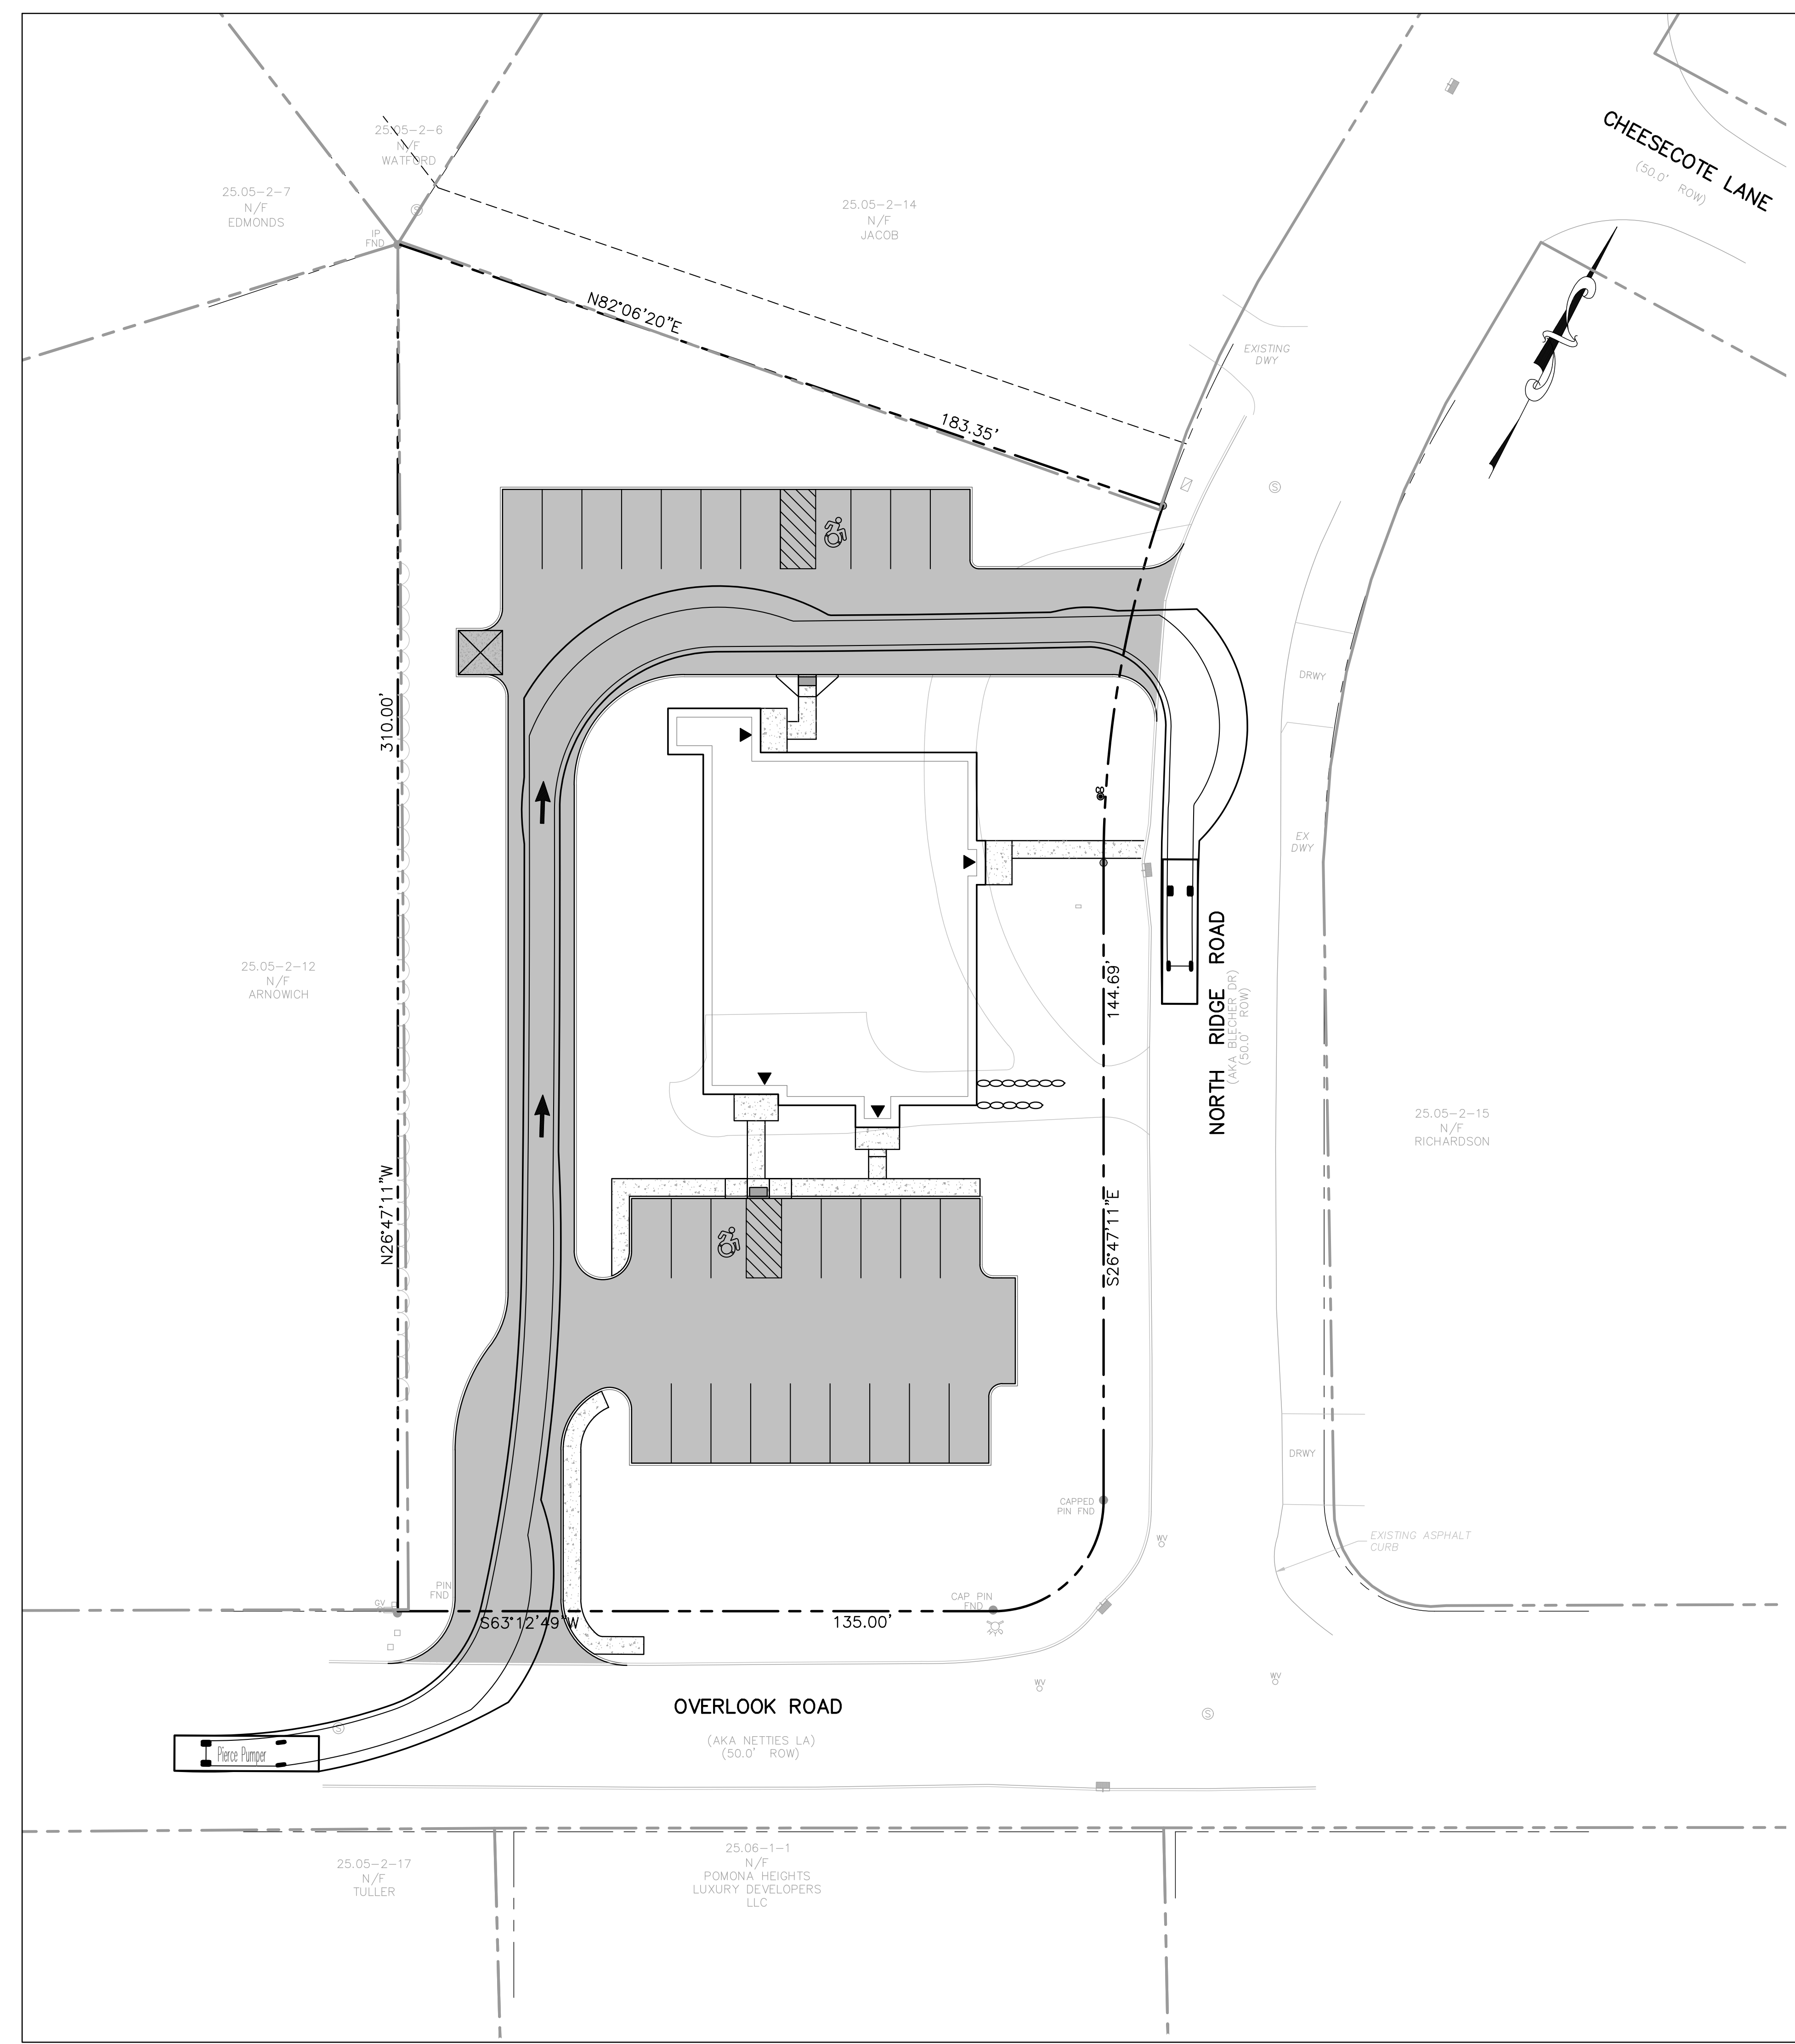 CHEESECOTE LANE
(50.0' ROW)
25.05-2-6
N/F
WATFORD
25.05-2-7
N/F
EDMONDS
25.05-2-14
N/F
JACOB
IP
FND
N82°06'20"E
183.35'
EXISTING
DWY
DRWY
310.00'
EX
DWY
25.05-2-12
N/F
ARNOWICH
144.69'
NORTH RIDGE ROAD
(AKA BLECHER DR)
(50.0' ROW)
25.05-2-15
N/F
RICHARDSON
N26°47'11"W
S26°47'11"E
DRWY
CAPPED
PIN FND
EXISTING ASPHALT
CURB
WV
PIN
FND
GV
CAP PIN
FND
S63°12'49"W
135.00'
WV
WV
OVERLOOK ROAD
(AKA NETTIES LA)
(50.0' ROW)
Pierce Pumper
S
S
S
S
25.05-2-17
N/F
TULLER
25.06-1-1
N/F
POMONA HEIGHTS
LUXURY DEVELOPERS
LLC